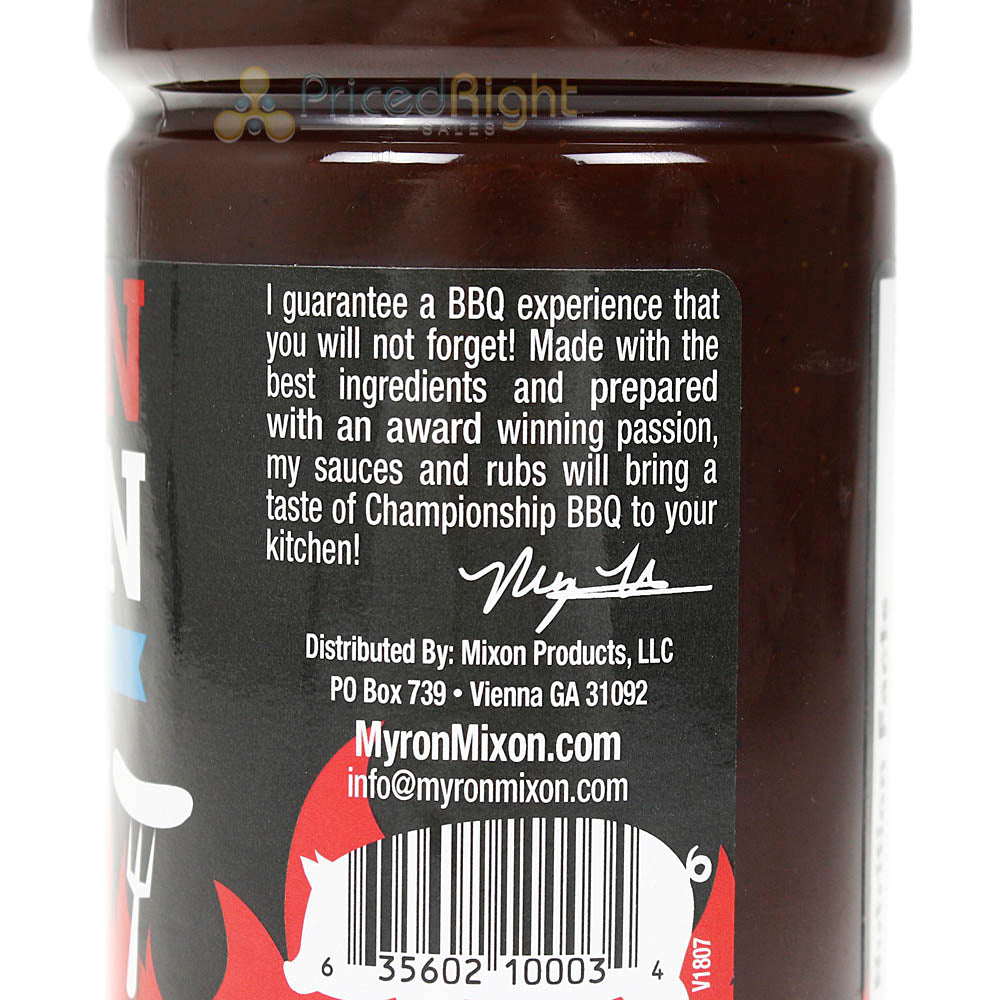 PricedRight
SALES
I guarantee a BBQ experience that
you will not forget! Made with the
best ingredients and prepared
with an award winning passion,
my sauces and rubs will bring a
taste of Championship BBQ to your
kitchen!
Distributed By: Mixon Products, LLC
PO Box 739 • Vienna GA 31092
MyronMixon.com
info@myronmixon.com
6 35602 10003 4
V1807
N
N
Nutrition Facts